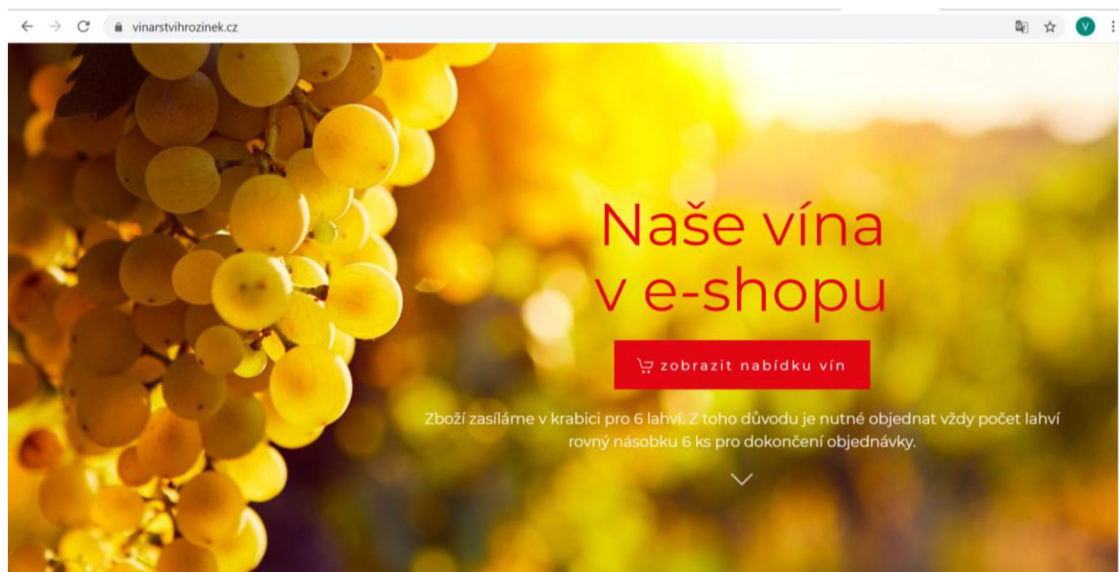 vinarstvihrozinek.cz
V
Naše vína
v e-shopu
zobrazit nabídku vín
Zboží zasíláme v krabici pro 6 lahví. Z toho důvodu je nutné objednat vždy počet lahví
rovný násobku 6 ks pro dokončení objednávky.